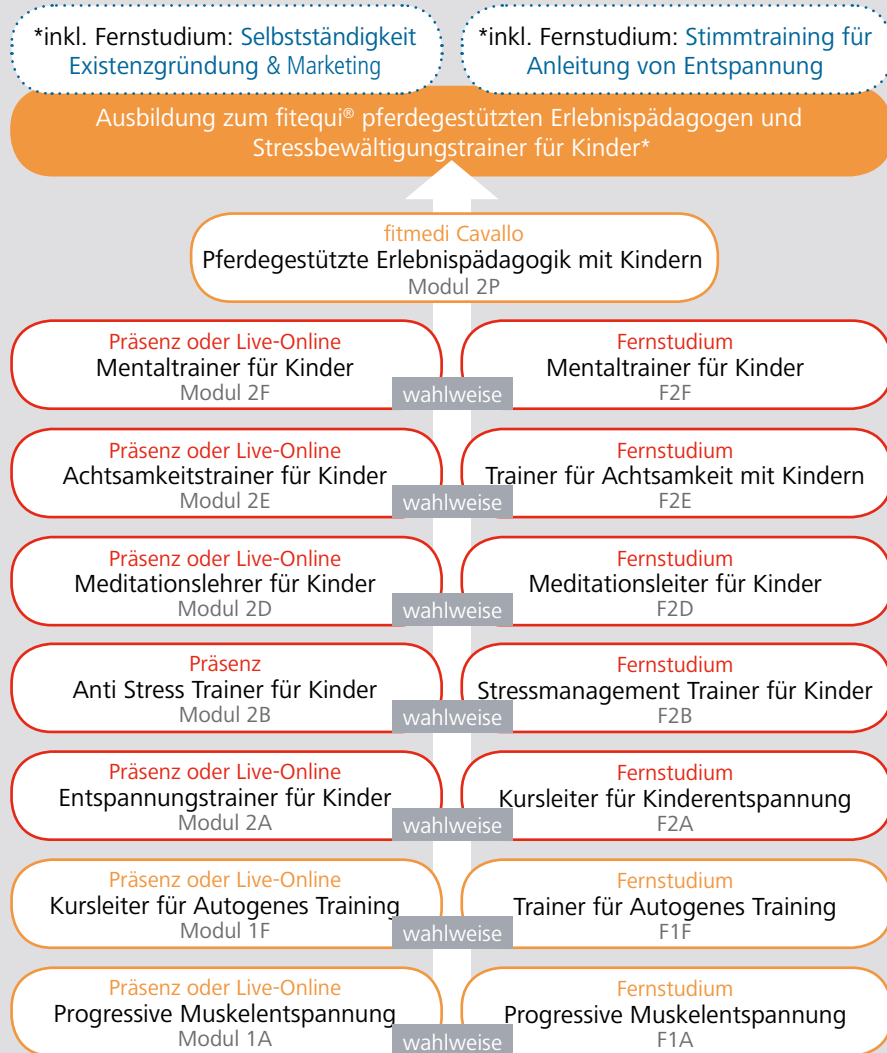 *inkl. Fernstudium: Selbstständigkeit
Existenzgründung & Marketing
*inkl. Fernstudium: Stimmtraining für
Anleitung von Entspannung
Ausbildung zum fitequi® pferdegestützten Erlebnispädagogen und
Stressbewältigungstrainer für Kinder*
fitmedi Cavallo
Pferdegestützte Erlebnispädagogik mit Kindern
Modul 2P
Präsenz oder Live-Online
Mentaltrainer für Kinder
Modul 2F
wahlweise
Fernstudium
Mentaltrainer für Kinder
F2F
Präsenz oder Live-Online
Achtsamkeitstrainer für Kinder
Modul 2E
wahlweise
Fernstudium
Trainer für Achtsamkeit mit Kindern
F2E
Präsenz oder Live-Online
Meditationslehrer für Kinder
Modul 2D
wahlweise
Fernstudium
Meditationsleiter für Kinder
F2D
Präsenz
Anti Stress Trainer für Kinder
Modul 2B
wahlweise
Fernstudium
Stressmanagement Trainer für Kinder
F2B
Präsenz oder Live-Online
Entspannungstrainer für Kinder
Modul 2A
wahlweise
Fernstudium
Kursleiter für Kinderentspannung
F2A
Präsenz oder Live-Online
Kursleiter für Autogenes Training
Modul 1F
wahlweise
Fernstudium
Trainer für Autogenes Training
F1F
Präsenz oder Live-Online
Progressive Muskelentspannung
Modul 1A
wahlweise
Fernstudium
Progressive Muskelentspannung
F1A